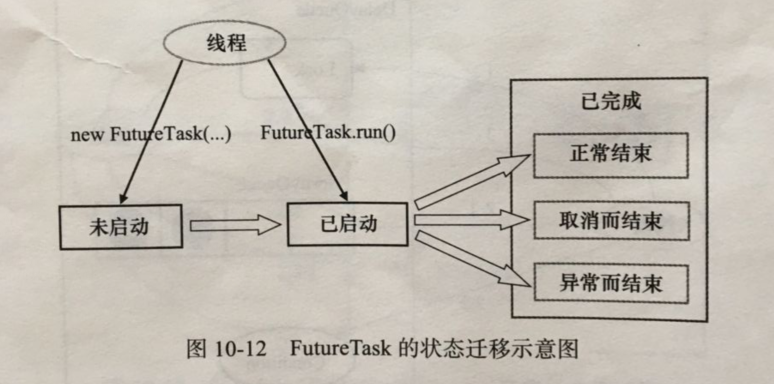 线程
new FutureTask(...)
FutureTask.run()
未启动
已启动
已完成
正常结束
取消而结束
异常而结束
图 10-12 FutureTask 的状态迁移示意图